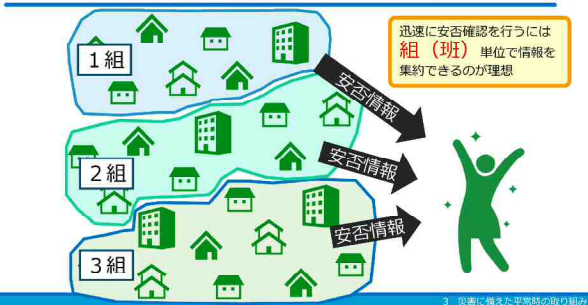 迅速に安否確認を行うには
組（班）単位で情報を
集約できるのが理想
1組
安否情報
2組
安否情報
3組
安否情報
3　災害に備えた平常時の取り組み